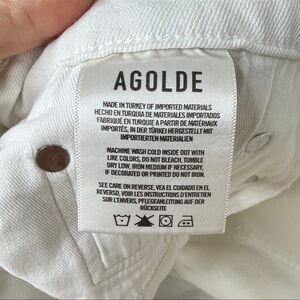 AGOLDE
MADE IN TURKEY OF IMPORTED MATERIALS
HECHO EN TURQUIA DE MATERIALES IMPORTADOS
FABRIQUÉ EN TURQUIE A PARTIR DE MATÉRIAUX
IMPORTÉS, IN DER TÜRKEI HERGESTELLT MIT
IMPORTIERTEN MATERIALIEN
MACHINE WASH COLD INSIDE OUT WITH
LIKE COLORS, DO NOT BLEACH, TUMBLE
DRY LOW, IRON MEDIUM IF NECESSARY,
IF DECORATED OR PRINTED DO NOT IRON.
SEE CARE ON REVERSE, VEA EL CUIDADO EN EL
REVERSO, VOIR LES INSTRUCTIONS D'ENTRETIEN
SUR L'ENVERS, PFLEGEANLEITUNG AUF DER
RÜCKSEITE